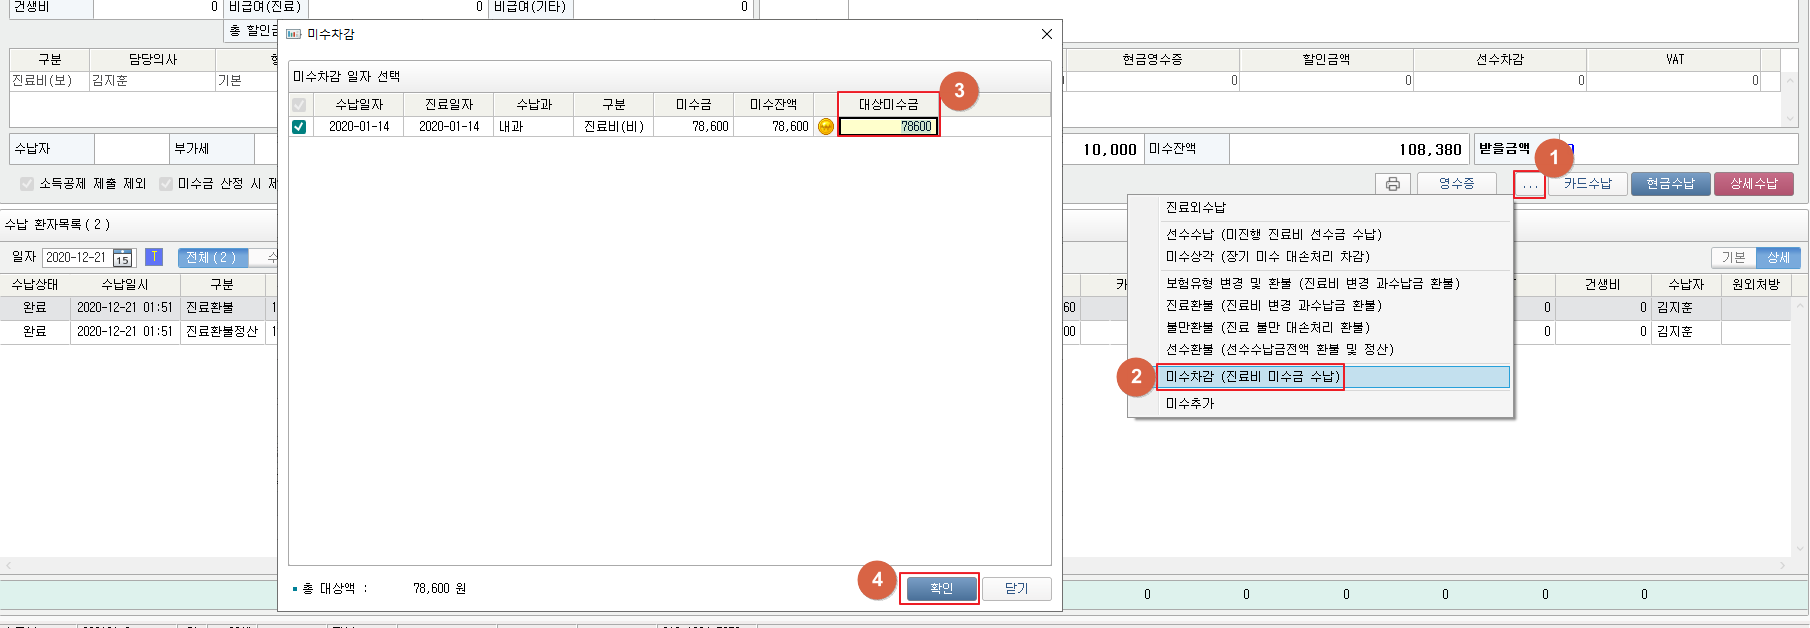 건생비 0 비급여(진료) 0 비급여(기타) 0
총 할인금
구분 담당의사
진료비(보) 김지훈 기본
수납자 부가세
소득공제 제출 제외 미수금 산정 시 제
수납 환자목록 ( 2 )
일자 2020-12-21 15 T 전체 ( 2 ) 수
수납상태 수납일시 구분
완료 2020-12-21 01:51 진료환불 1
완료 2020-12-21 01:51 진료환불정산 1
미수차감
미수차감 일자 선택
수납일자 진료일자 수납과 구분 미수금 미수잔액 대상미수금
2020-01-14 2020-01-14 내과 진료비(비) 78,600 78,600 78600
3
총 대상액 : 78,600 원
4
확인 닫기
현금영수증 할인금액 선수차감 VAT
0 0 0 0
10,000 미수잔액 108,380 받을금액
1
영수증 ... 카드수납 현금수납 상세수납
진료외수납
선수수납 (미진행 진료비 선수금 수납)
미수상각 (장기 미수 대손처리 차감)
보험유형 변경 및 환불 (진료비 변경 과수납금 환불)
진료환불 (진료비 변경 과수납금 환불)
불만환불 (진료 불만 대손처리 환불)
선수환불 (선수수납금전액 환불 및 정산)
2
미수차감 (진료비 미수금 수납)
미수추가
기본 상세
건생비 수납자 원외처방
60 0 0 김지훈
00 0 0 김지훈
0 0 0 0 0 0